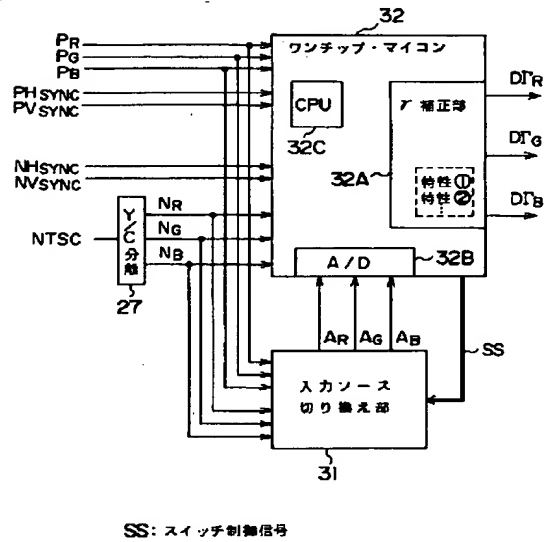 32
PR
PG
PB
PHSYNC
PVSYNC
NHSYNC
NVSYNC
NTSC
Y/C分離
27
NR
NG
NB
ワンチップ・マイコン
CPU
32C
γ補正部
32A
特性①
特性②
DΓR
DΓG
DΓB
A/D
32B
AR
AG
AB
SS
入力ソース
切り換え部
31
SS: スイッチ制御信号